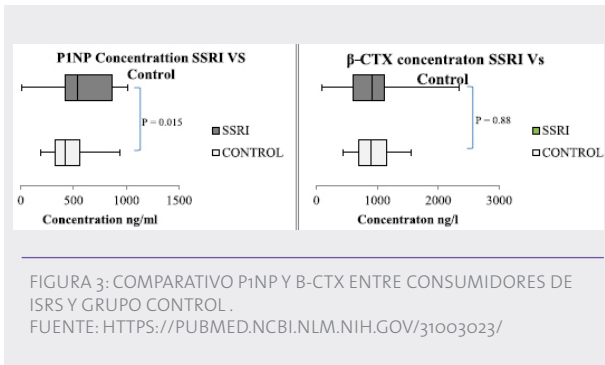 P1NP Concentrattion SSRI VS
Control
P = 0.015
SSRI
CONTROL
0 500 1000 1500
Concentration ng/ml
β-CTX concentraton SSRI Vs
Control
P = 0.88
SSRI
CONTROL
0 1000 2000 3000
Concentraton ng/l
FIGURA 3: COMPARATIVO P1NP Y B-CTX ENTRE CONSUMIDORES DE
ISRS Y GRUPO CONTROL .
FUENTE: HTTPS://PUBMED.NCBI.NLM.NIH.GOV/31003023/